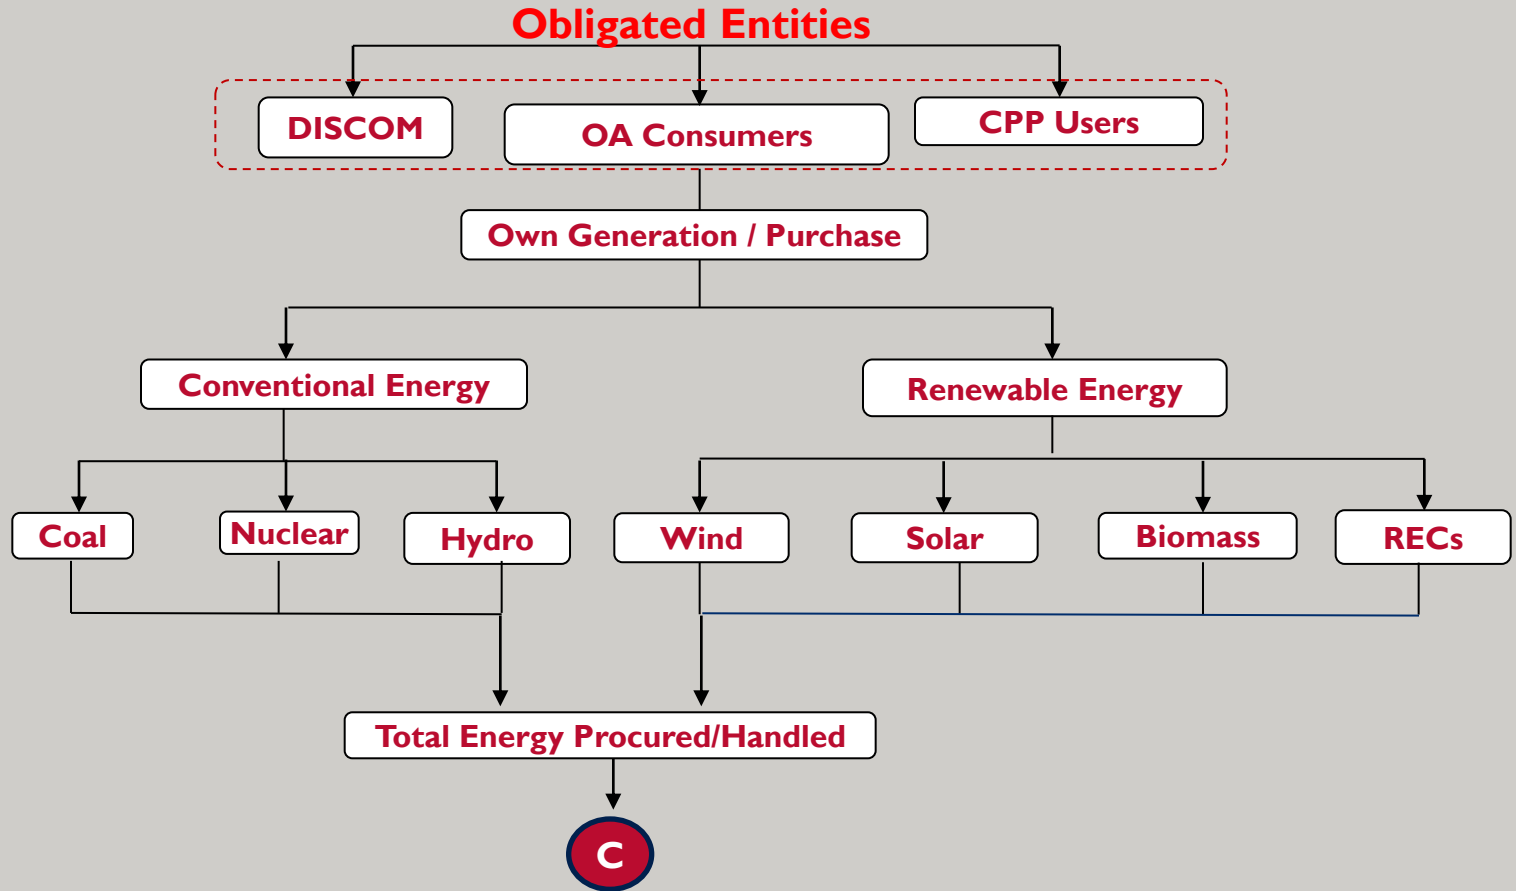 Obligated Entities
DISCOM
OA Consumers
CPP Users
Own Generation / Purchase
Conventional Energy
Renewable Energy
Coal
Nuclear
Hydro
Wind
Solar
Biomass
RECs
Total Energy Procured/Handled
C